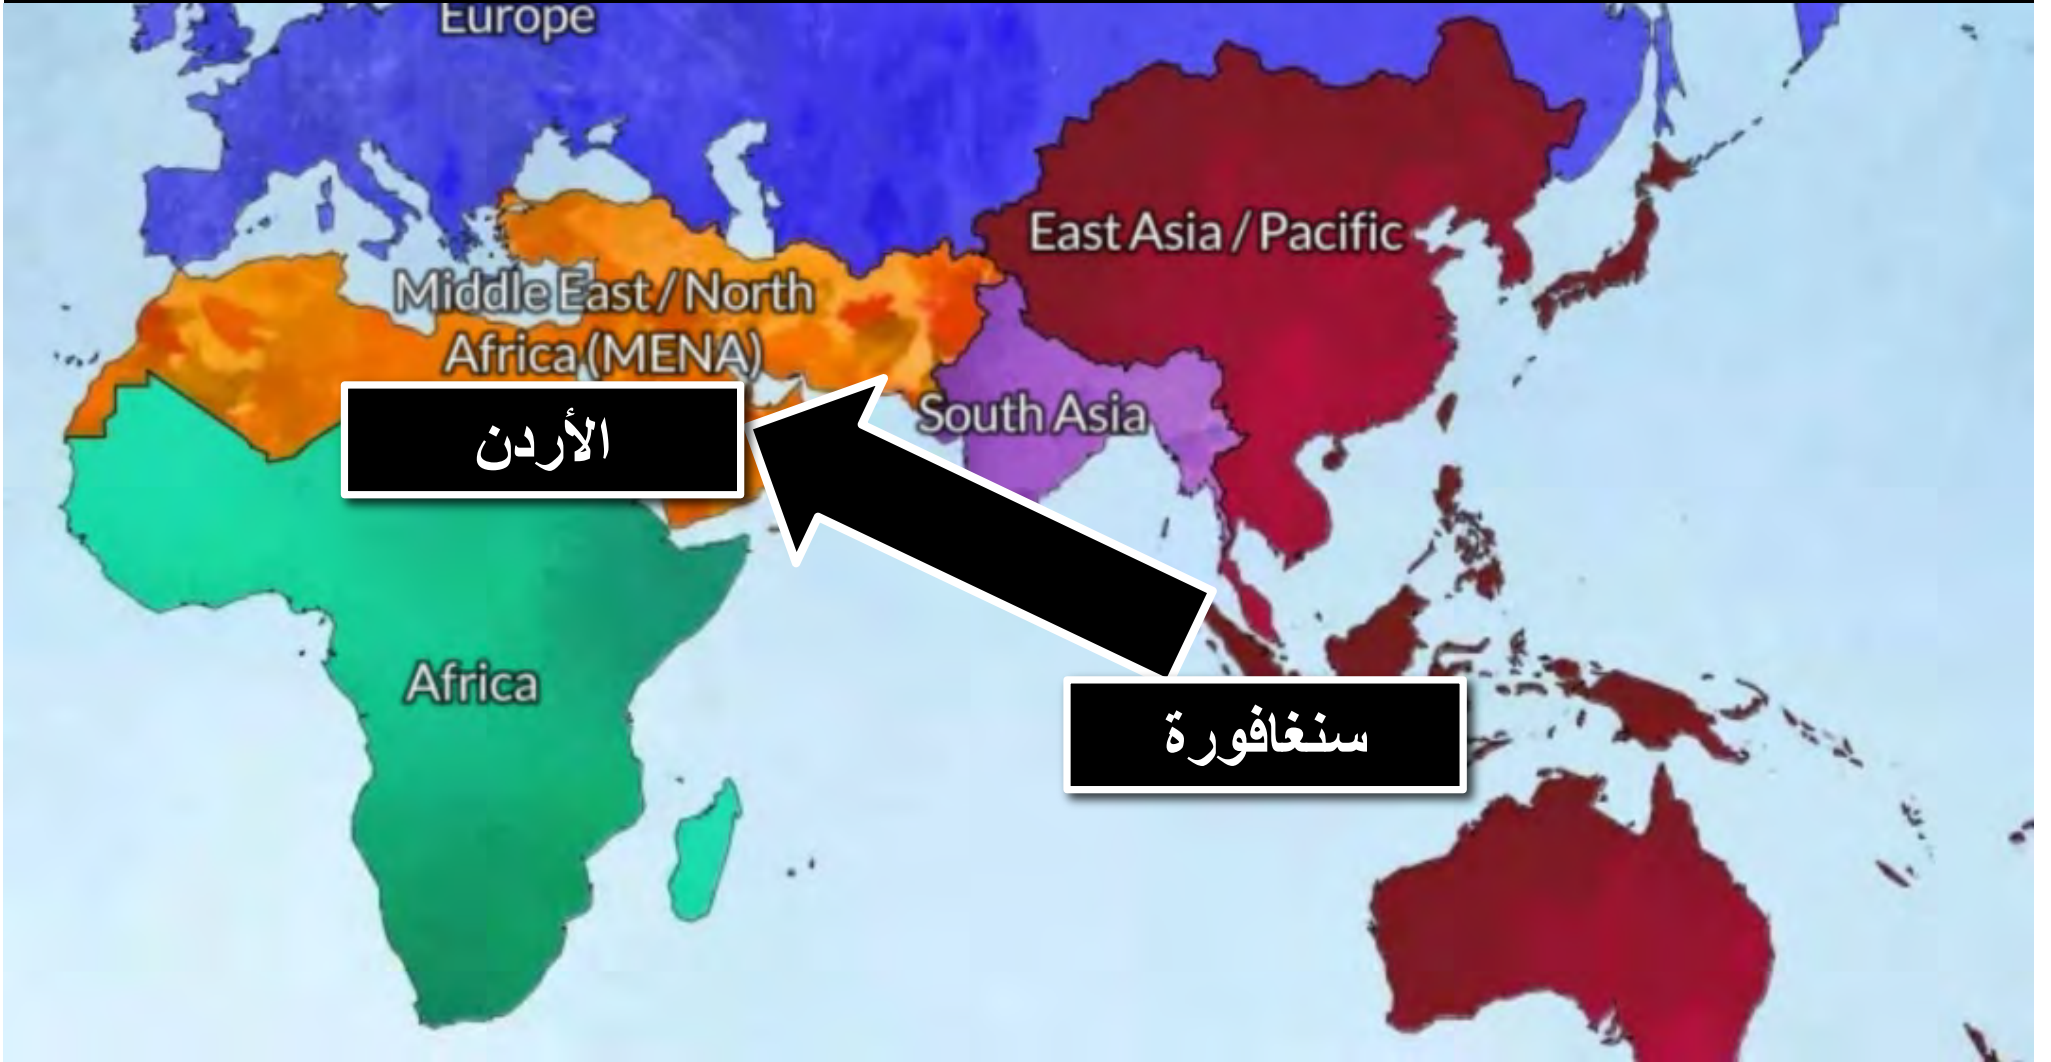 Europe
East Asia / Pacific
Middle East / North
Africa (MENA)
South Asia
الأردن
Africa
سنغافورة